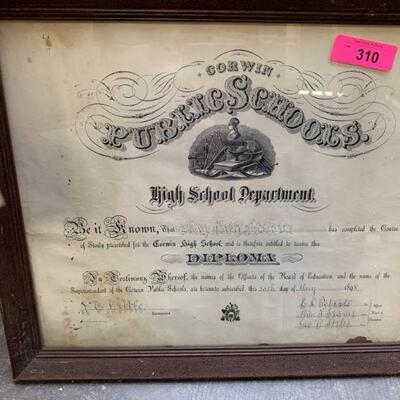 310
CORWIN
PUBLIC SCHOOLS.
High School Department.
Be it Known, That has completed the Course
of Study prescribed for the Corwin High School, and is therefore entitled to receive this
DIPLOMA
In Testimony Whereof, the names of the Officers of the Board of Education, and the name of the
Superintendent of the Corwin Public Schools, are hereunto subscribed this day of May 1898
Superintendent